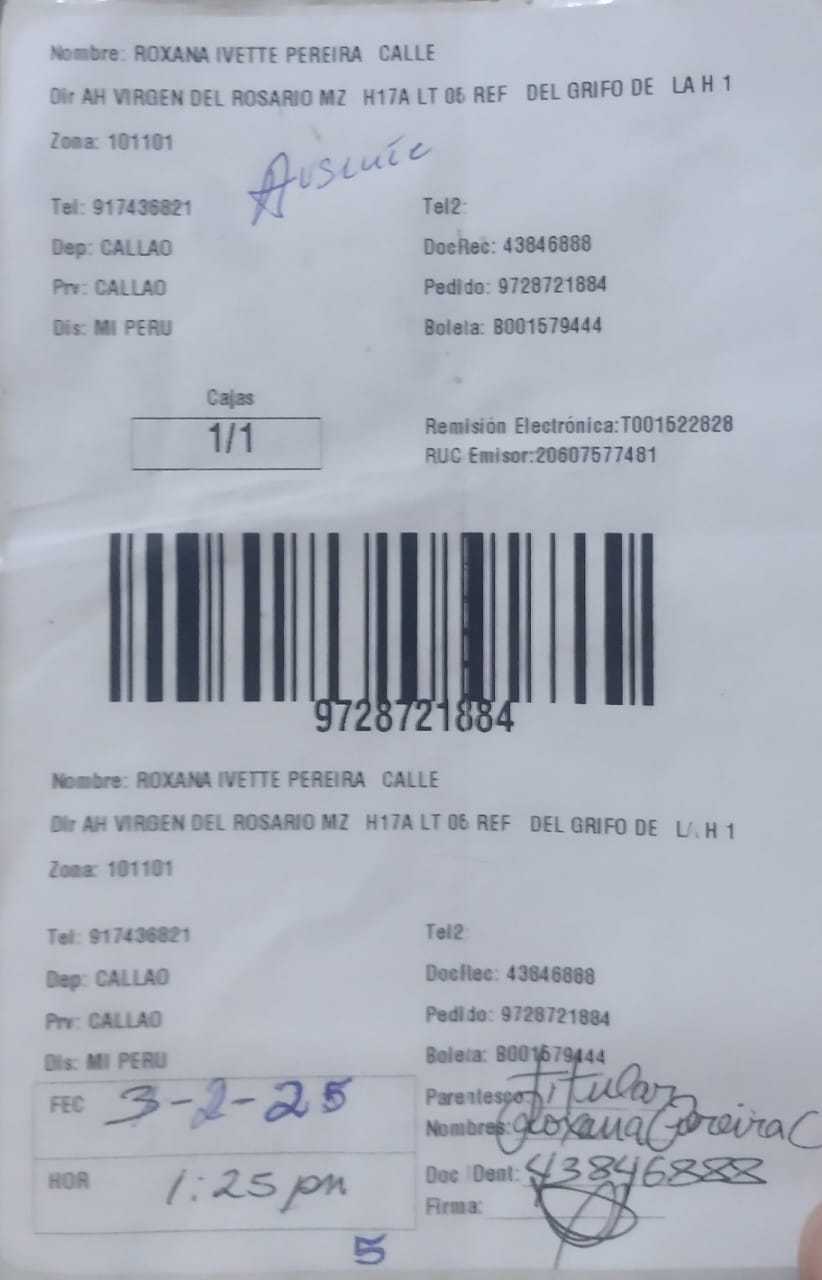 Nombre: ROXANA IVETTE PEREIRA CALLE
Dir AH VIRGEN DEL ROSARIO MZ H17A LT 05 REF DEL GRIFO DE LA H 1
Zona: 101101
Ausente
Tel: 917436821 Tel2:
Dep: CALLAO DocRec: 43846888
Prv: CALLAO Pedido: 9728721884
Dis: MI PERU Boleta: B001579444
Cajas
1/1
Remisión Electrónica:T001522828
RUC Emisor:20607577481
9728721884
Nombre: ROXANA IVETTE PEREIRA CALLE
Dir AH VIRGEN DEL ROSARIO MZ H17A LT 05 REF DEL GRIFO DE LA H 1
Zona: 101101
Tel: 917436821 Tel2:
Dep: CALLAO DocRec: 43846888
Prv: CALLAO Pedido: 9728721884
Dis: MI PERU Boleta: B001579444
FEC 3-2-25 Parentesco: Titular
Nombres: Roxana Pereira C
HOR 1:25 pm Doc Ident: 43846888
Firma:
5